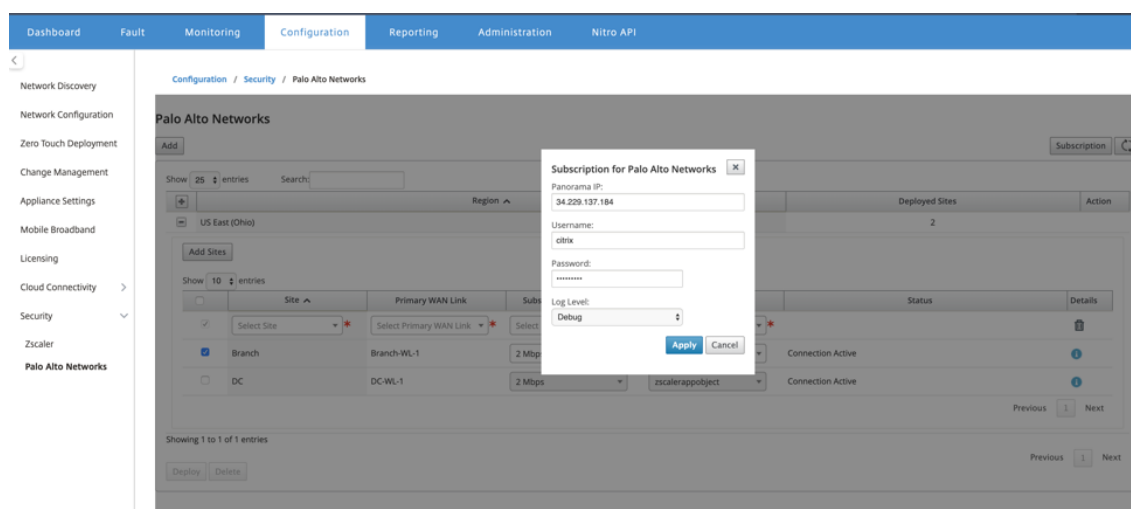 Dashboard Fault Monitoring Configuration Reporting Administration Nitro API
Network Discovery
Network Configuration
Zero Touch Deployment
Change Management
Appliance Settings
Mobile Broadband
Licensing
Cloud Connectivity
Security
Zscaler
Palo Alto Networks
Configuration / Security / Palo Alto Networks
Palo Alto Networks
Add Subscription
Show 25 entries Search:
Region Deployed Sites Action
US East (Ohio) 2
Add Sites
Show 10 entries
Site Primary WAN Link Subs Status Details
Select Site * Select Primary WAN Link * Select *
Branch Branch-WL-1 2 Mbp Connection Active
DC DC-WL-1 2 Mbps zscalerappobject Connection Active
Previous 1 Next
Showing 1 to 1 of 1 entries
Previous 1 Next
Deploy Delete
Subscription for Palo Alto Networks
Panorama IP:
34.229.137.184
Username:
citrix
Password:
Log Level:
Debug
Apply Cancel